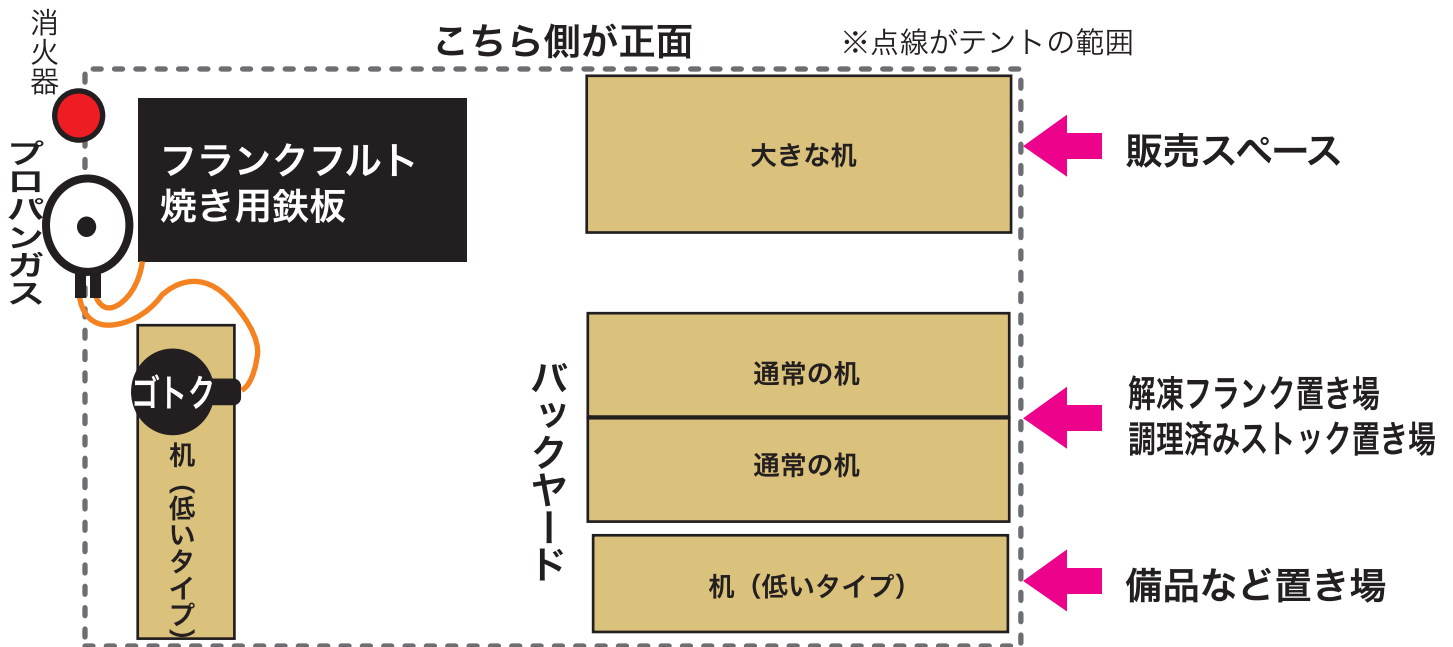 消火器
こちら側が正面
※点線がテントの範囲
プロパンガス
フランクフルト
焼き用鉄板
大きな机
販売スペース
ゴトク
机（低いタイプ）
バックヤード
通常の机
通常の机
解凍フランク置き場
調理済みストック置き場
机（低いタイプ）
備品など置き場